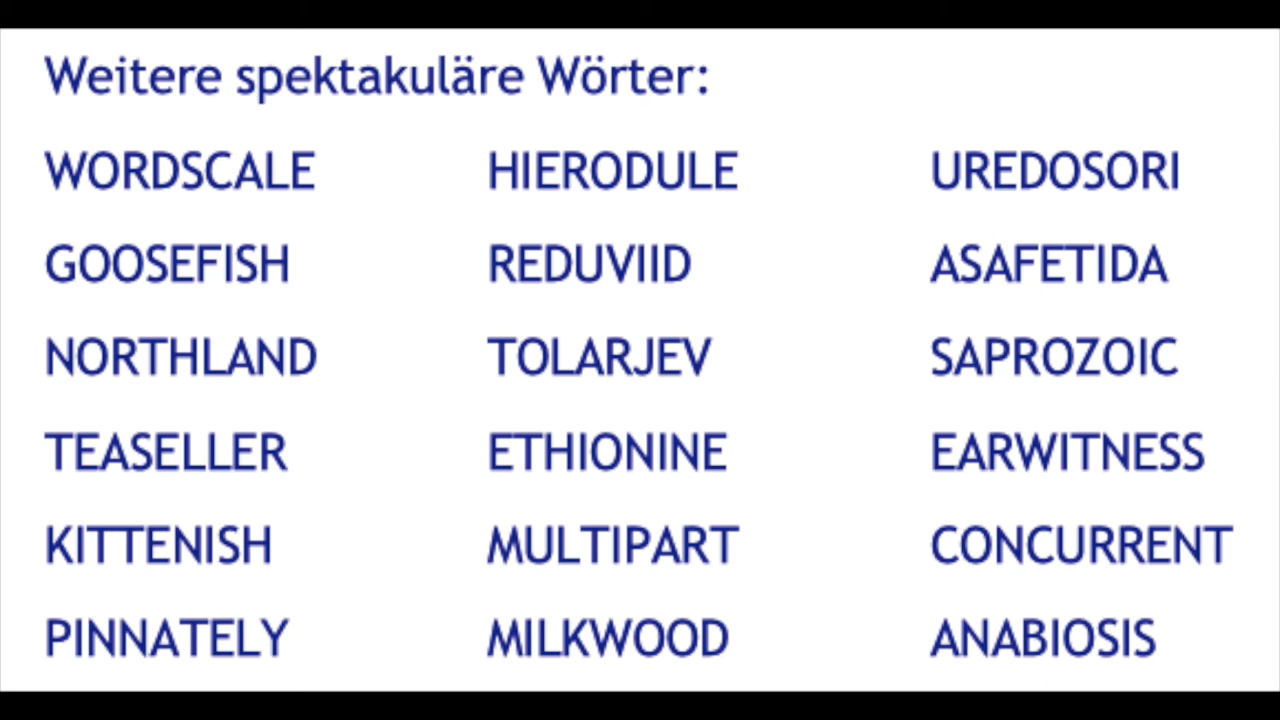 Weitere spektakuläre Wörter:
WORDSCALE HIERODULE UREDOSORI
GOOSEFISH REDUVIID ASAFETIDA
NORTHLAND TOLARJEV SAPROZOIC
TEASELLER ETHIONINE EARWITNESS
KITTENISH MULTIPART CONCURRENT
PINNATELY MILKWOOD ANABIOSIS